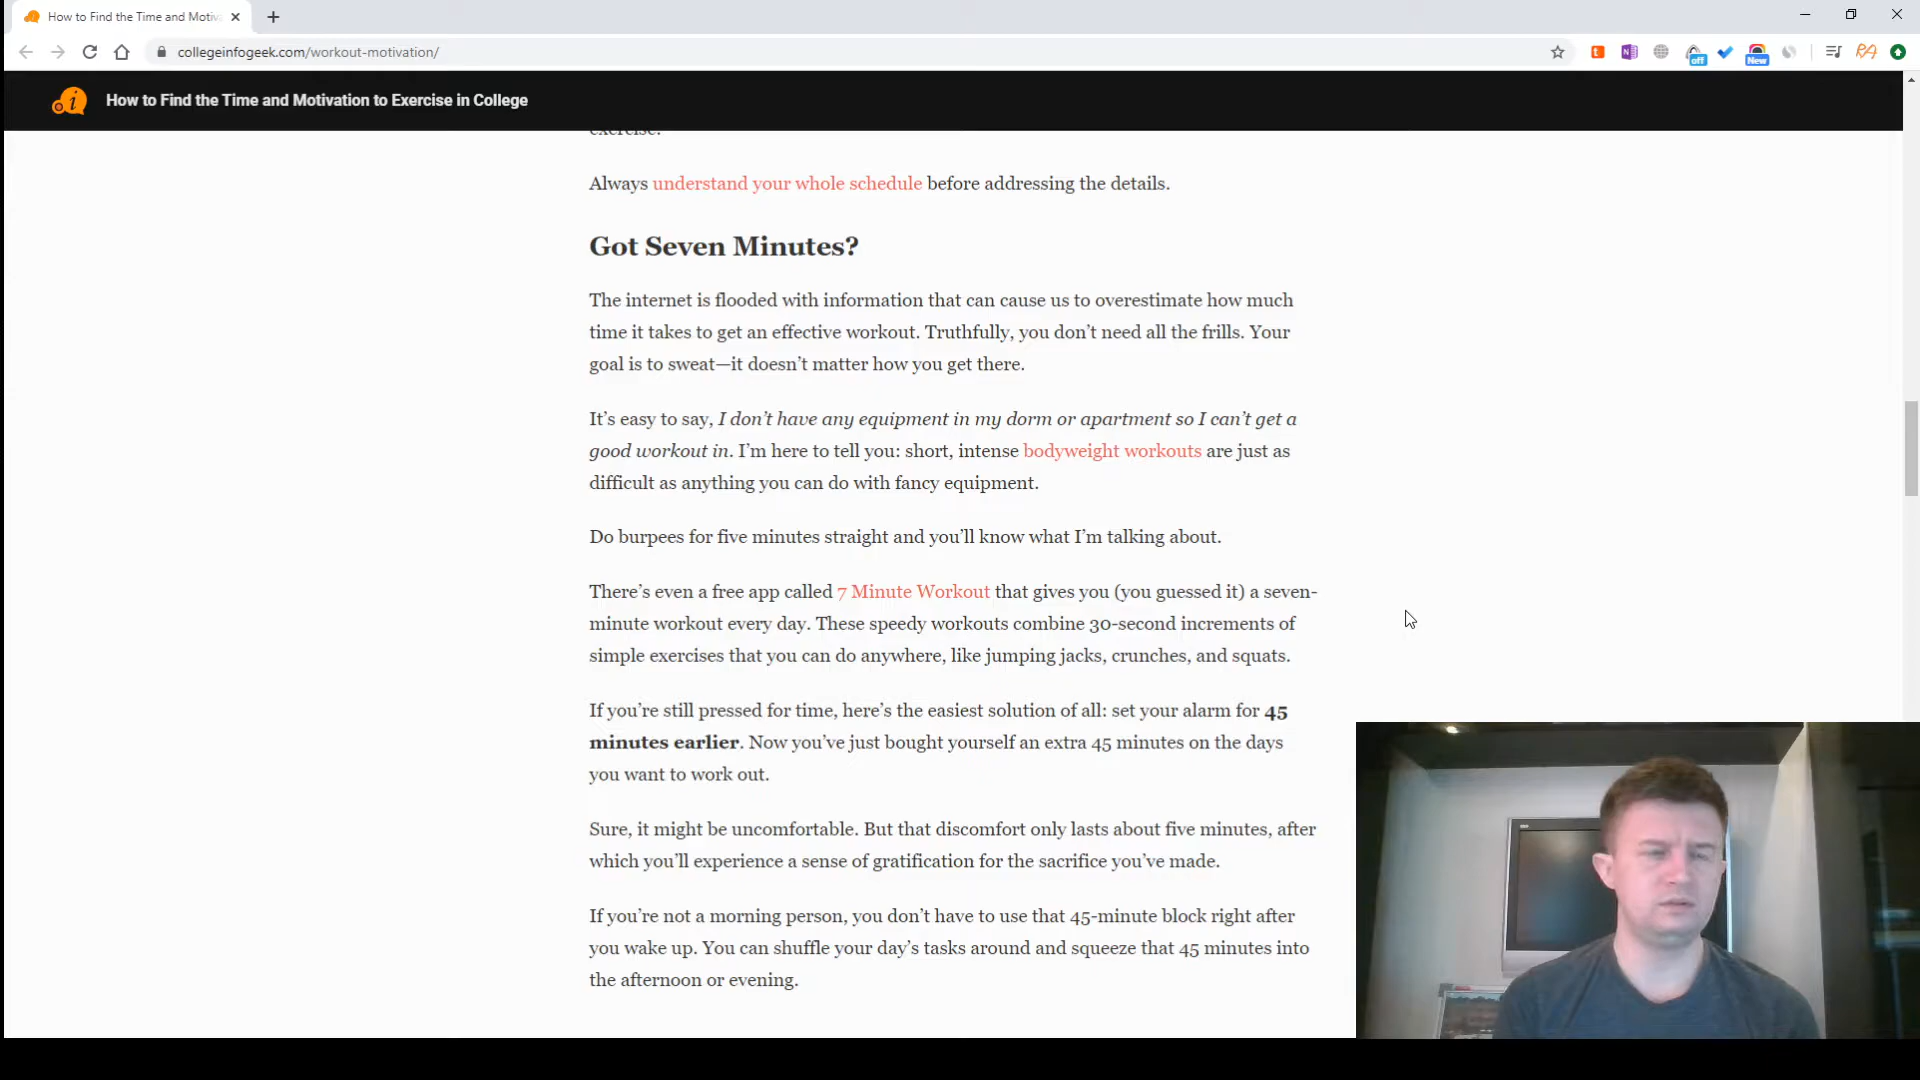 How to Find the Time and Motiv
collegeinfogeek.com/workout-motivation/
off
New
How to Find the Time and Motivation to Exercise in College
exercise.
Always understand your whole schedule before addressing the details.
Got Seven Minutes?
The internet is flooded with information that can cause us to overestimate how much
time it takes to get an effective workout. Truthfully, you don’t need all the frills. Your
goal is to sweat—it doesn’t matter how you get there.
It’s easy to say, I don’t have any equipment in my dorm or apartment so I can’t get a
good workout in. I’m here to tell you: short, intense bodyweight workouts are just as
difficult as anything you can do with fancy equipment.
Do burpees for five minutes straight and you’ll know what I’m talking about.
There’s even a free app called 7 Minute Workout that gives you (you guessed it) a seven-
minute workout every day. These speedy workouts combine 30-second increments of
simple exercises that you can do anywhere, like jumping jacks, crunches, and squats.
If you’re still pressed for time, here’s the easiest solution of all: set your alarm for 45
minutes earlier. Now you’ve just bought yourself an extra 45 minutes on the days
you want to work out.
Sure, it might be uncomfortable. But that discomfort only lasts about five minutes, after
which you’ll experience a sense of gratification for the sacrifice you’ve made.
If you’re not a morning person, you don’t have to use that 45-minute block right after
you wake up. You can shuffle your day’s tasks around and squeeze that 45 minutes into
the afternoon or evening.